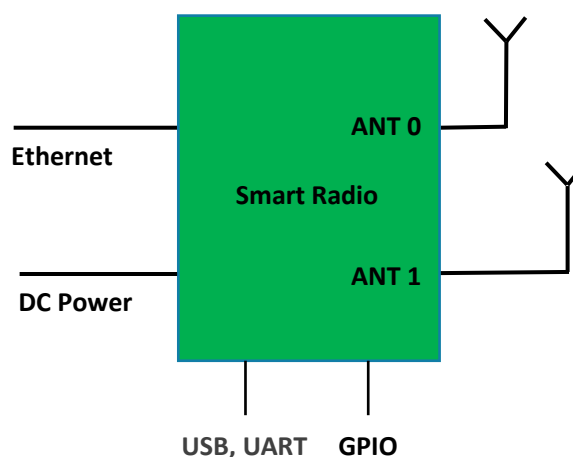 ANT 0
Ethernet
Smart Radio
ANT 1
DC Power
USB, UART GPIO